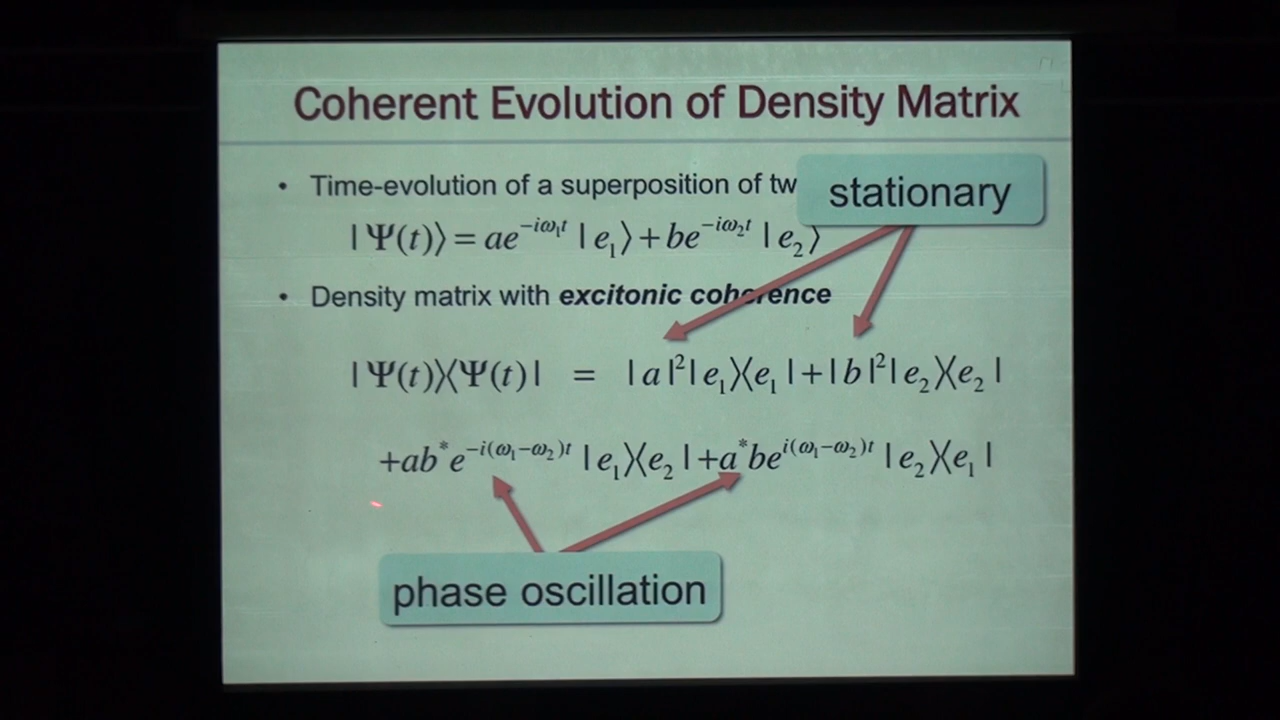 Coherent Evolution of Density Matrix
• Time-evolution of a superposition of tw
stationary
|Ψ(t)⟩ = ae^{-iω₁t} |e₁⟩ + be^{-iω₂t} |e₂⟩
• Density matrix with excitonic coherence
|Ψ(t)⟩⟨Ψ(t)| = |a|²|e₁⟩⟨e₁| + |b|²|e₂⟩⟨e₂|
+ab*e^{-i(ω₁-ω₂)t} |e₁⟩⟨e₂| + a*be^{i(ω₁-ω₂)t} |e₂⟩⟨e₁|
phase oscillation